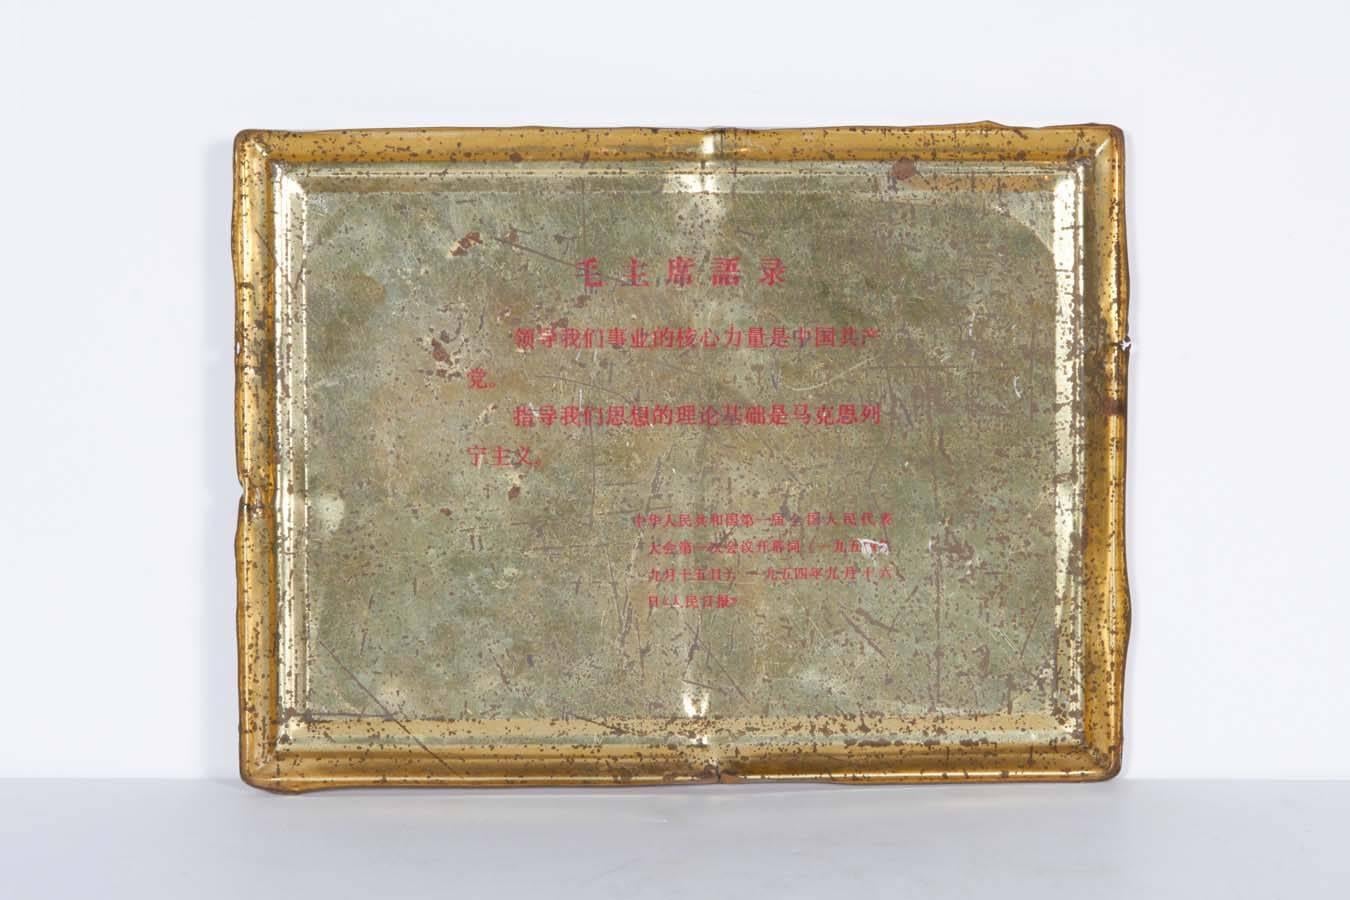 毛主席語录
领导我们事业的核心力量是中国共产
党。
指导我们思想的理论基础是马克思列
宁主义。
中华人民共和国第一届全国人民代表
大会第一次会议开幕词（一九五
九月十五日），一九五四年九月十六
日《人民日报》